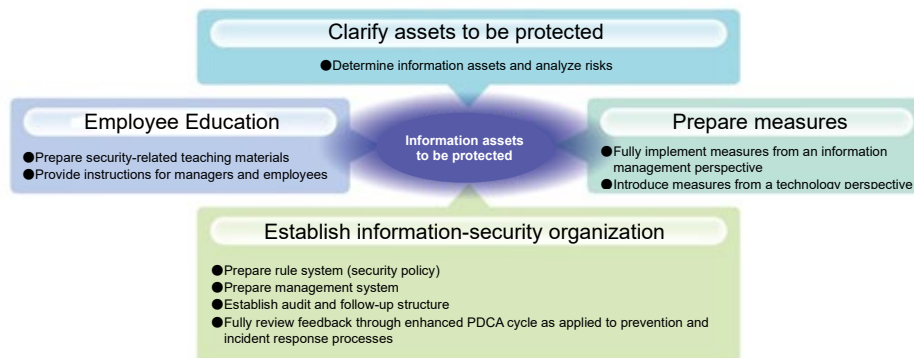 Clarify assets to be protected
●Determine information assets and analyze risks
Employee Education
●Prepare security-related teaching materials
●Provide instructions for managers and employees
Information assets
to be protected
Prepare measures
●Fully implement measures from an information
management perspective
●Introduce measures from a technology perspective
Establish information-security organization
●Prepare rule system (security policy)
●Prepare management system
●Establish audit and follow-up structure
●Fully review feedback through enhanced PDCA cycle as applied to prevention and
incident response processes